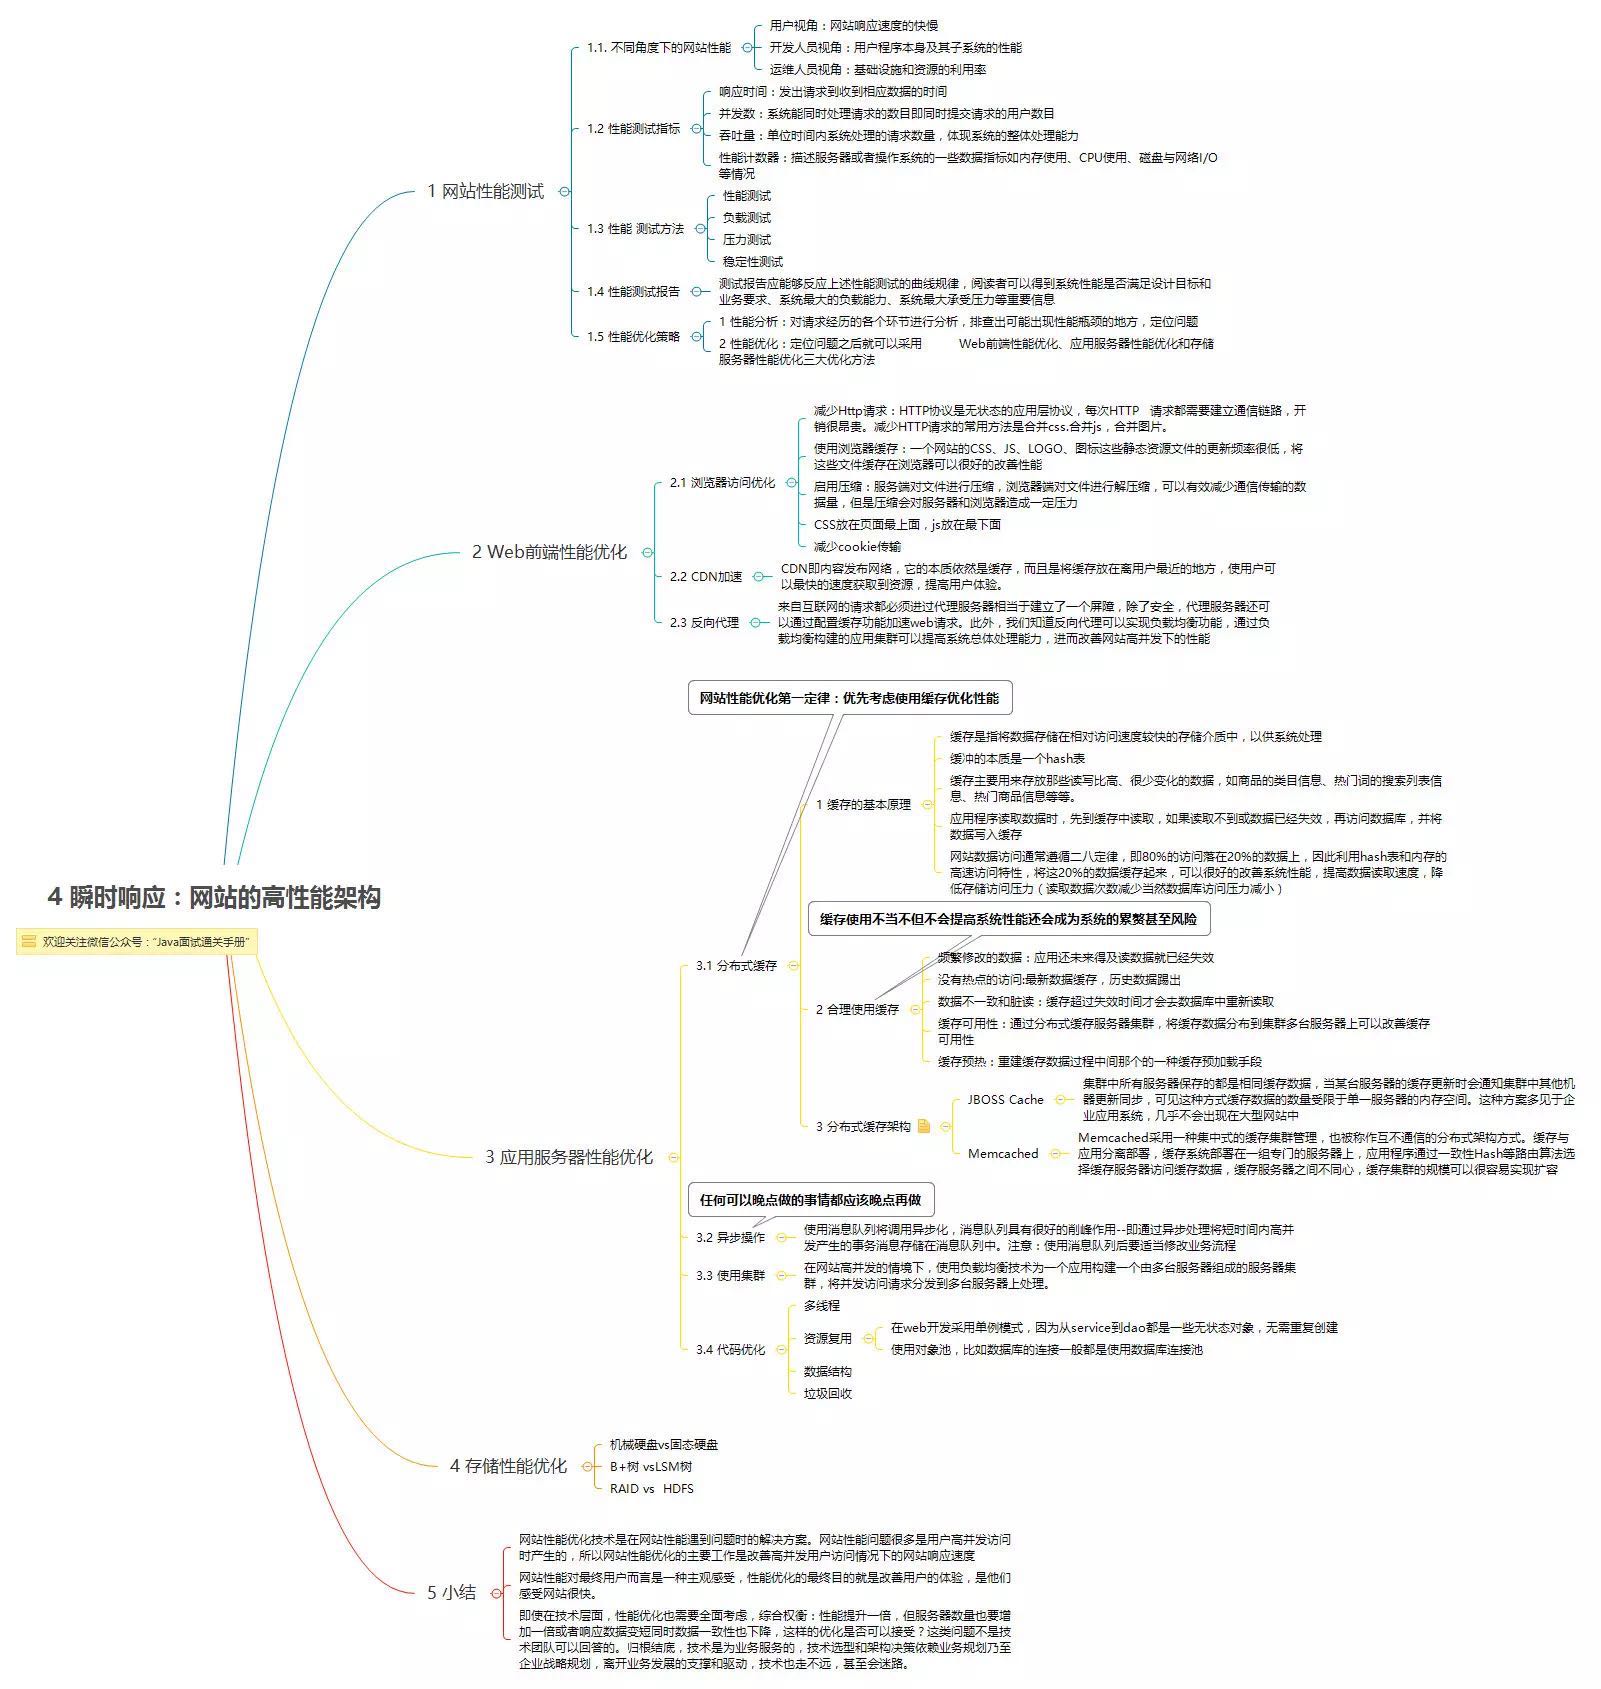 4 瞬时响应：网站的高性能架构
欢迎关注微信公众号：“Java面试通关手册”
1 网站性能测试
1.1. 不同角度下的网站性能
用户视角：网站响应速度的快慢
开发人员视角：用户程序本身及其子系统的性能
运维人员视角：基础设施和资源的利用率
1.2 性能测试指标
响应时间：发出请求到收到相应数据的时间
并发数：系统能同时处理请求的数目即同时提交请求的用户数目
吞吐量：单位时间内系统处理的请求数量，体现系统的整体处理能力
性能计数器：描述服务器或者操作系统的一些数据指标如内存使用、CPU使用、磁盘与网络I/O
等情况
1.3 性能 测试方法
性能测试
负载测试
压力测试
稳定性测试
1.4 性能测试报告
测试报告应能够反应上述性能测试的曲线规律，阅读者可以得到系统性能是否满足设计目标和
业务要求、系统最大的负载能力、系统最大承受压力等重要信息
1.5 性能优化策略
1 性能分析：对请求经历的各个环节进行分析，排查出可能出现性能瓶颈的地方，定位问题
2 性能优化：定位问题之后就可以采用 Web前端性能优化、应用服务器性能优化和存储
服务器性能优化三大优化方法
2 Web前端性能优化
2.1 浏览器访问优化
减少Http请求：HTTP协议是无状态的应用层协议，每次HTTP 请求都需要建立通信链路，开
销很昂贵。减少HTTP请求的常用方法是合并css.合并js，合并图片。
使用浏览器缓存：一个网站的CSS、JS、LOGO、图标这些静态资源文件的更新频率很低，将
这些文件缓存在浏览器可以很好的改善性能
启用压缩：服务端对文件进行压缩，浏览器端对文件进行解压缩，可以有效减少通信传输的数
据量，但是压缩会对服务器和浏览器造成一定压力
CSS放在页面最上面，js放在最下面
减少cookie传输
2.2 CDN加速
CDN即内容发布网络，它的本质依然是缓存，而且是将缓存放在离用户最近的地方，使用户可
以最快的速度获取到资源，提高用户体验。
2.3 反向代理
来自互联网的请求都必须进过代理服务器相当于建立了一个屏障，除了安全，代理服务器还可
以通过配置缓存功能加速web请求。此外，我们知道反向代理可以实现负载均衡功能，通过负
载均衡构建的应用集群可以提高系统总体处理能力，进而改善网站高并发下的性能
3 应用服务器性能优化
网站性能优化第一定律：优先考虑使用缓存优化性能
3.1 分布式缓存
1 缓存的基本原理
缓存是指将数据存储在相对访问速度较快的存储介质中，以供系统处理
缓冲的本质是一个hash表
缓存主要用来存放那些读写比高、很少变化的数据，如商品的类目信息、热门词的搜索列表信
息、热门商品信息等等。
应用程序读取数据时，先到缓存中读取，如果读取不到或数据已经失效，再访问数据库，并将
数据写入缓存
网站数据访问通常遵循二八定律，即80%的访问落在20%的数据上，因此利用hash表和内存的
高速访问特性，将这20%的数据缓存起来，可以很好的改善系统性能，提高数据读取速度，降
低存储访问压力（读取数据次数减少当然数据库访问压力减小）
缓存使用不当不但不会提高系统性能还会成为系统的累赘甚至风险
2 合理使用缓存
频繁修改的数据：应用还未来得及读数据就已经失效
没有热点的访问:最新数据缓存，历史数据踢出
数据不一致和脏读：缓存超过失效时间才会去数据库中重新读取
缓存可用性：通过分布式缓存服务器集群，将缓存数据分布到集群多台服务器上可以改善缓存
可用性
缓存预热：重建缓存数据过程中间那个的一种缓存预加载手段
3 分布式缓存架构
JBOSS Cache
集群中所有服务器保存的都是相同缓存数据，当某台服务器的缓存更新时会通知集群中其他机
器更新同步，可见这种方式缓存数据的数量受限于单一服务器的内存空间。这种方案多见于企
业应用系统，几乎不会出现在大型网站中
Memcached
Memcached采用一种集中式的缓存集群管理，也被称作互不通信的分布式架构方式。缓存与
应用分离部署，缓存系统部署在一组专门的服务器上，应用程序通过一致性Hash等路由算法选
择缓存服务器访问缓存数据，缓存服务器之间不同心，缓存集群的规模可以很容易实现扩容
任何可以晚点做的事情都应该晚点再做
3.2 异步操作
使用消息队列将调用异步化，消息队列具有很好的削峰作用--即通过异步处理将短时间内高并
发产生的事务消息存储在消息队列中。注意：使用消息队列后要适当修改业务流程
3.3 使用集群
在网站高并发的情境下，使用负载均衡技术为一个应用构建一个由多台服务器组成的服务器集
群，将并发访问请求分发到多台服务器上处理。
3.4 代码优化
多线程
资源复用
在web开发采用单例模式，因为从service到dao都是一些无状态对象，无需重复创建
使用对象池，比如数据库的连接一般都是使用数据库连接池
数据结构
垃圾回收
4 存储性能优化
机械硬盘vs固态硬盘
B+树 vsLSM树
RAID vs HDFS
5 小结
网站性能优化技术是在网站性能遇到问题时的解决方案。网站性能问题很多是用户高并发访问
时产生的，所以网站性能优化的主要工作是改善高并发用户访问情况下的网站响应速度
网站性能对最终用户而言是一种主观感受，性能优化的最终目的就是改善用户的体验，是他们
感受网站很快。
即使在技术层面，性能优化也需要全面考虑，综合权衡：性能提升一倍，但服务器数量也要增
加一倍或者响应数据变短同时数据一致性也下降，这样的优化是否可以接受？这类问题不是技
术团队可以回答的。归根结底，技术是为业务服务的，技术选型和架构决策依赖业务规划乃至
企业战略规划，离开业务发展的支撑和驱动，技术也走不远，甚至会迷路。